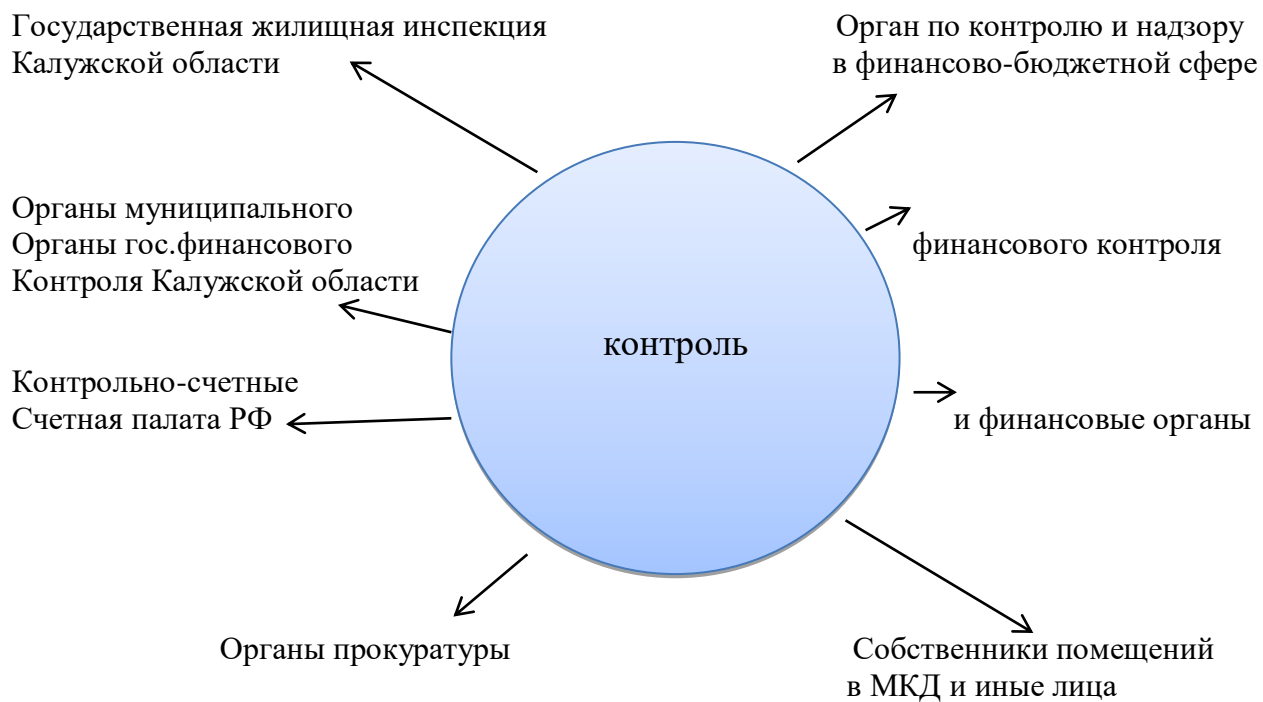 Государственная жилищная инспекция
Калужской области
Орган по контролю и надзору
в финансово-бюджетной сфере
Органы муниципального
Органы гос.финансового
Контроля Калужской области
финансового контроля
контроль
Контрольно-счетные
Счетная палата РФ
и финансовые органы
Органы прокуратуры
Собственники помещений
в МКД и иные лица